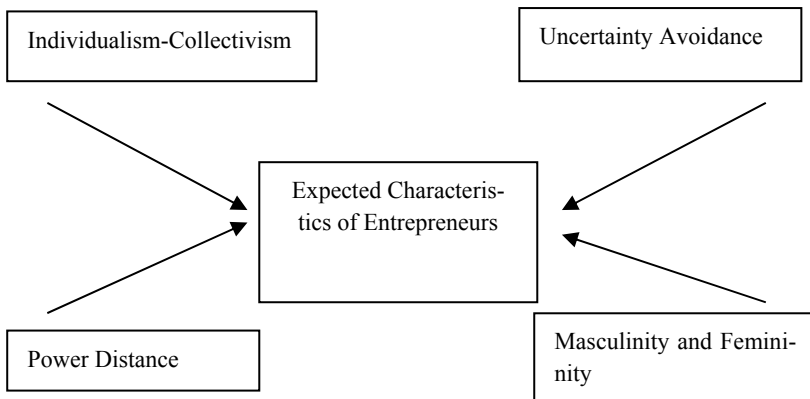 Individualism-Collectivism
Uncertainty Avoidance
Expected Characteris-
tics of Entrepreneurs
Power Distance
Masculinity and Femini-
nity